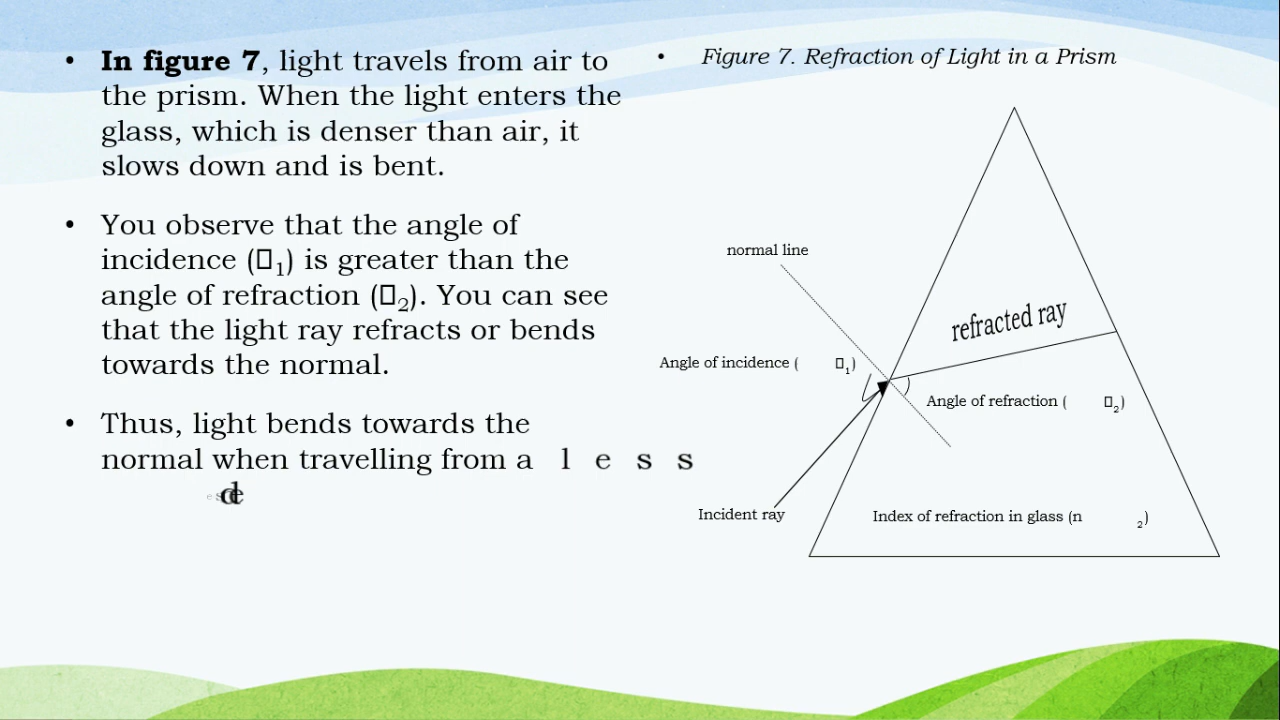 • In figure 7, light travels from air to
the prism. When the light enters the
glass, which is denser than air, it
slows down and is bent.
• You observe that the angle of
incidence (□₁) is greater than the
angle of refraction (□₂). You can see
that the light ray refracts or bends
towards the normal.
• Thus, light bends towards the
normal when travelling from a l e s s
• Figure 7. Refraction of Light in a Prism
normal line
refracted ray
Angle of incidence ( □₁)
Angle of refraction ( □₂)
Incident ray
Index of refraction in glass (n ₂)